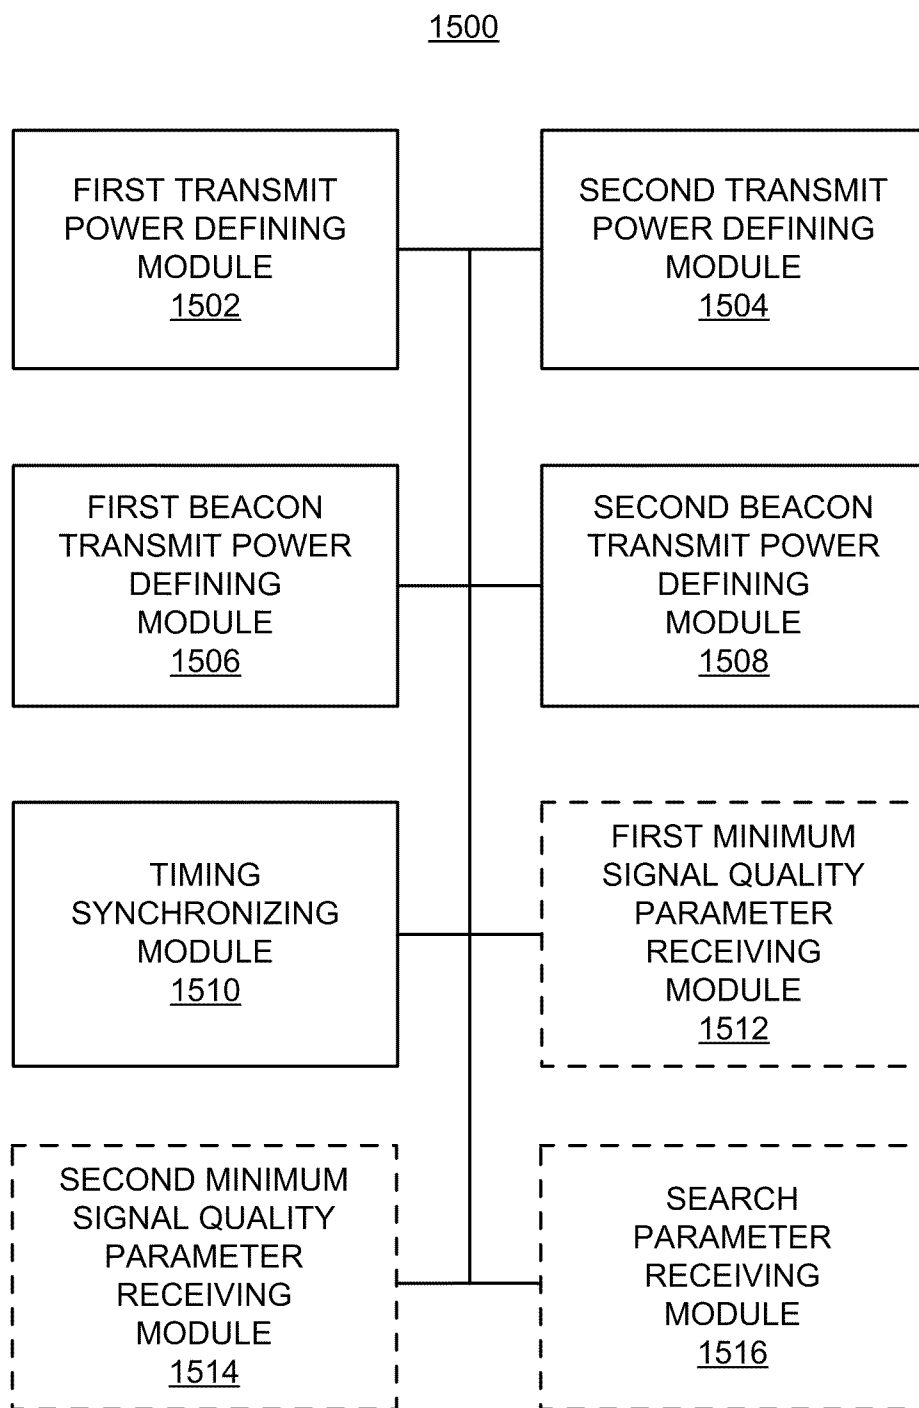 1500
FIRST TRANSMIT
POWER DEFINING
MODULE
1502
SECOND TRANSMIT
POWER DEFINING
MODULE
1504
FIRST BEACON
TRANSMIT POWER
DEFINING
MODULE
1506
SECOND BEACON
TRANSMIT POWER
DEFINING
MODULE
1508
TIMING
SYNCHRONIZING
MODULE
1510
FIRST MINIMUM
SIGNAL QUALITY
PARAMETER
RECEIVING
MODULE
1512
SECOND MINIMUM
SIGNAL QUALITY
PARAMETER
RECEIVING
MODULE
1514
SEARCH
PARAMETER
RECEIVING
MODULE
1516